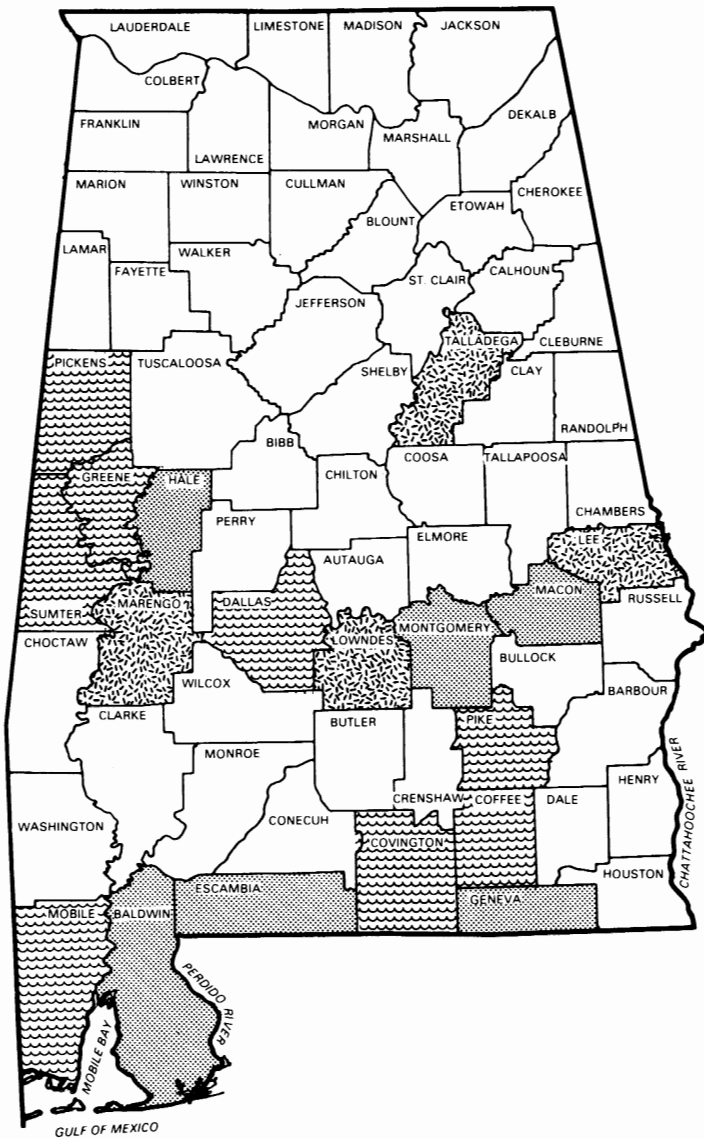 LAUDERDALE
LIMESTONE
MADISON
JACKSON
COLBERT
FRANKLIN
LAWRENCE
MORGAN
MARSHALL
DEKALB
MARION
WINSTON
CULLMAN
BLOUNT
ETOWAH
CHEROKEE
LAMAR
FAYETTE
WALKER
JEFFERSON
ST. CLAIR
CALHOUN
PICKENS
TUSCALOOSA
SHELBY
TALLADEGA
CLAY
CLEBURNE
RANDOLPH
BIBB
GREENE
HALE
PERRY
CHILTON
COOSA
TALLAPOOSA
CHAMBERS
LEE
SUMTER
MARENGO
DALLAS
AUTAUGA
ELMORE
MACON
RUSSELL
CHOCTAW
LOWNDES
MONTGOMERY
BULLOCK
WILCOX
BARBOUR
CLARKE
BUTLER
PIKE
MONROE
CRENSHAW
COFFEE
DALE
HENRY
WASHINGTON
CONECUH
COVINGTON
HOUSTON
CHATTAHOOCHEE RIVER
ESCAMBIA
GENEVA
MOBILE
BALDWIN
PERDIDO
RIVER
MOBILE BAY
GULF OF MEXICO